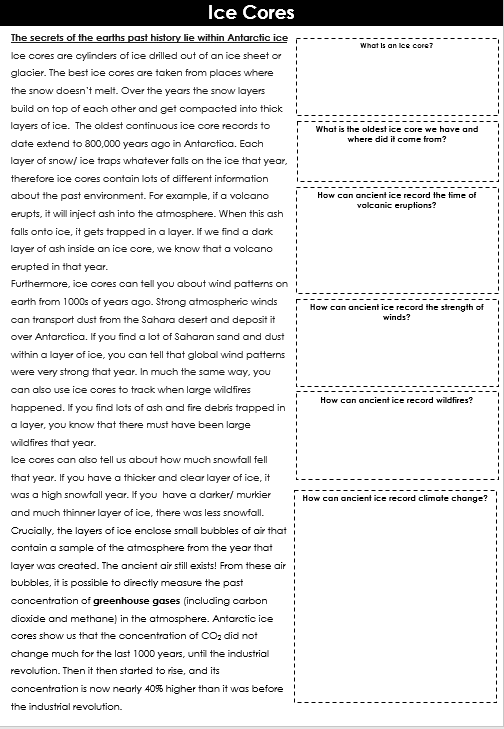 Ice Cores
The secrets of the earths past history lie within Antarctic ice
Ice cores are cylinders of ice drilled out of an ice sheet or
glacier. The best ice cores are taken from places where
the snow doesn't melt. Over the years the snow layers
build on top of each other and get compacted into thick
layers of ice.  The oldest continuous ice core records to
date extend to 800,000 years ago in Antarctica. Each
layer of snow/ ice traps whatever falls on the ice that year,
therefore ice cores contain lots of different information
about the past environment. For example, if a volcano
erupts, it will inject ash into the atmosphere. When this ash
falls onto ice, it gets trapped in a layer. If we find a dark
layer of ash inside an ice core, we know that a volcano
erupted in that year.
Furthermore, ice cores can tell you about wind patterns on
earth from 1000s of years ago. Strong atmospheric winds
can transport dust from the Sahara desert and deposit it
over Antarctica. If you find a lot of Saharan sand and dust
within a layer of ice, you can tell that global wind patterns
were very strong that year. In much the same way, you
can also use ice cores to track when large wildfires
happened. If you find lots of ash and fire debris trapped in
a layer, you know that there must have been large
wildfires that year.
Ice cores can also tell us about how much snowfall fell
that year. If you have a thicker and clear layer of ice, it
was a high snowfall year. If you  have a darker/ murkier
and much thinner layer of ice, there was less snowfall.
Crucially, the layers of ice enclose small bubbles of air that
contain a sample of the atmosphere from the year that
layer was created. The ancient air still exists! From these air
bubbles, it is possible to directly measure the past
concentration of greenhouse gases (including carbon
dioxide and methane) in the atmosphere. Antarctic ice
cores show us that the concentration of CO₂ did not
change much for the last 1000 years, until the industrial
revolution. Then it then started to rise, and its
concentration is now nearly 40% higher than it was before
the industrial revolution.
What is an ice core?
What is the oldest ice core we have and
where did it come from?
How can ancient ice record the time of
volcanic eruptions?
How can ancient ice record the strength of
winds?
How can ancient ice record wildfires?
How can ancient ice record climate change?